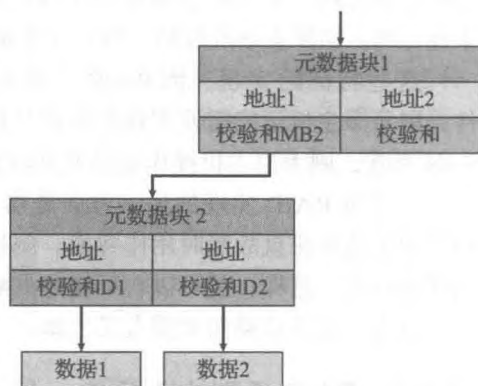 元数据块1
地址1 地址2
校验和MB2 校验和
元数据块 2
地址 地址
校验和D1 校验和D2
数据1 数据2